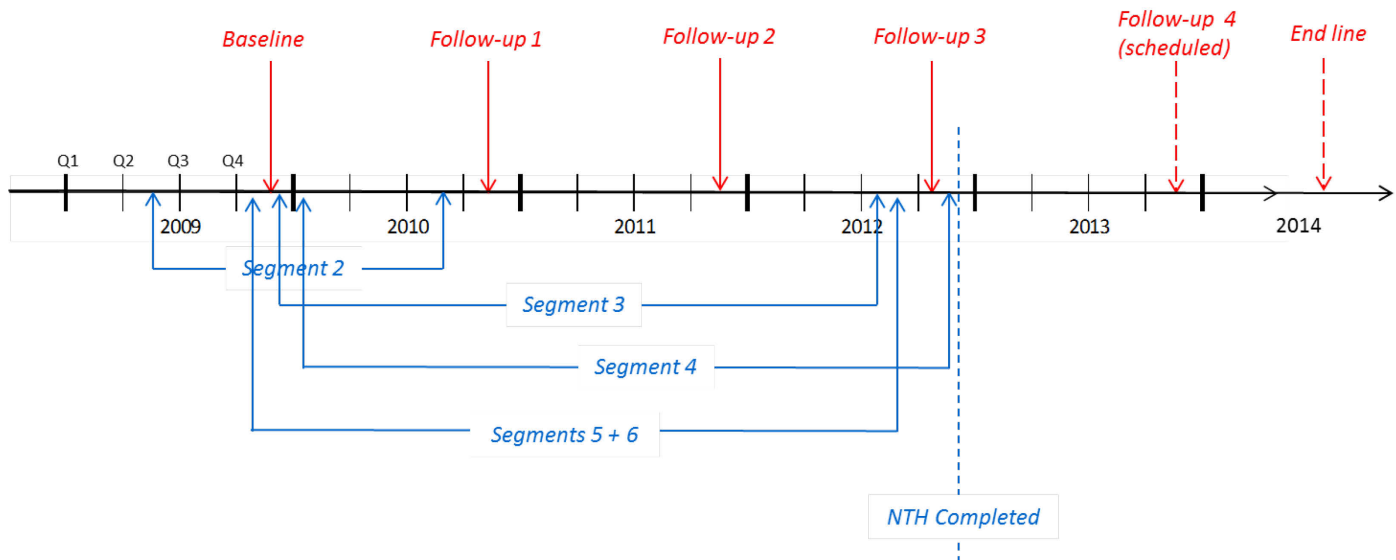 Baseline
Follow-up 1
Follow-up 2
Follow-up 3
Follow-up 4
(scheduled)
End line
Q1
Q2
Q3
Q4
2009
2010
2011
2012
2013
2014
Segment 2
Segment 3
Segment 4
Segments 5 + 6
NTH Completed